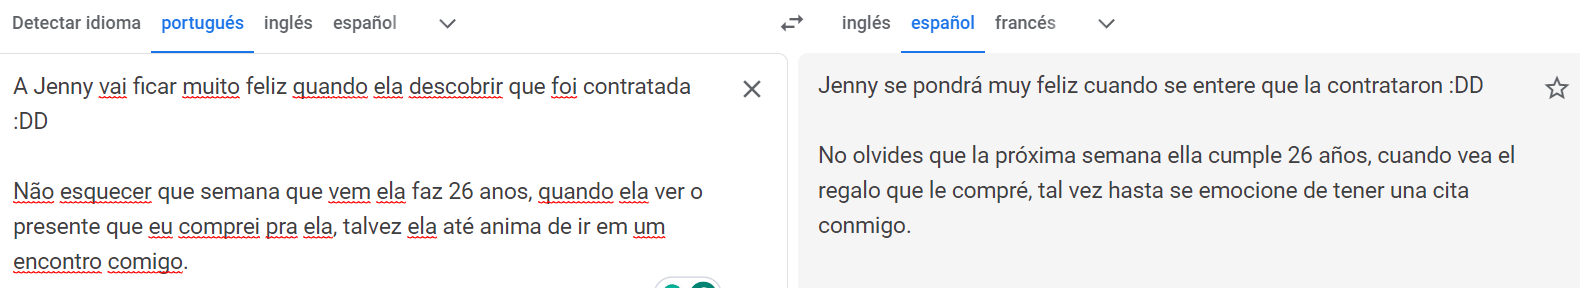 Detectar idioma português inglês español
inglés español francés
A Jenny vai ficar muito feliz quando ela descobrir que foi contratada
:DD
Não esquecer que semana que vem ela faz 26 anos, quando ela ver o
presente que eu comprei pra ela, talvez ela até anima de ir em um
encontro comigo.
Jenny se pondrá muy feliz cuando se entere que la contrataron :DD
No olvides que la próxima semana ella cumple 26 años, cuando vea el
regalo que le compré, tal vez hasta se emocione de tener una cita
conmigo.